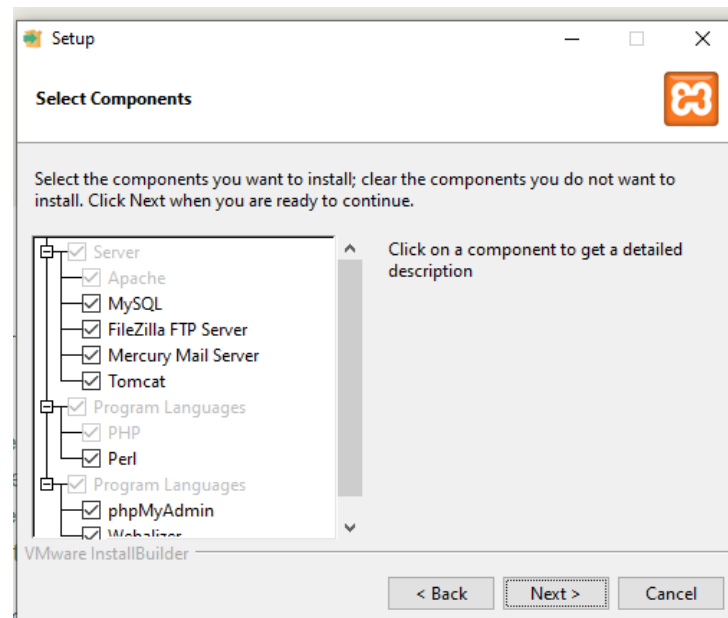 Setup
Select Components
Select the components you want to install; clear the components you do not want to
install. Click Next when you are ready to continue.
Server
Apache
MySQL
FileZilla FTP Server
Mercury Mail Server
Tomcat
Program Languages
PHP
Perl
Program Languages
phpMyAdmin
Webalizer
Click on a component to get a detailed
description
VMware InstallBuilder
< Back
Next >
Cancel